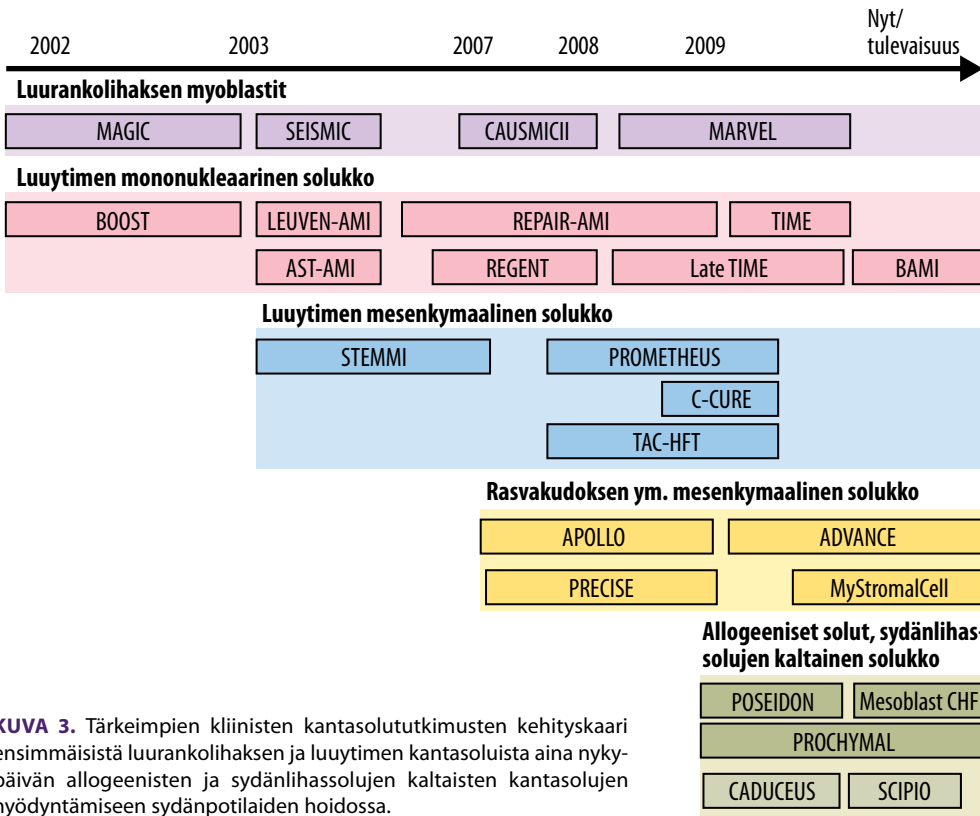 Nyt/
2002 2003 2007 2008 2009 tulevaisuus
Luurankolihaksen myoblastit
MAGIC SEISMIC CAUSMICII MARVEL
Luuytimen mononukleaarinen solukko
BOOST LEUVEN-AMI REPAIR-AMI TIME
AST-AMI REGENT Late TIME BAMI
Luuytimen mesenkymaalinen solukko
STEMMI PROMETHEUS
C-CURE
TAC-HFT
Rasvakudoksen ym. mesenkymaalinen solukko
APOLLO ADVANCE
PRECISE MyStromalCell
Allogeeniset solut, sydänlihas-
solujen kaltainen solukko
POSEIDON Mesoblast CHF
PROCHYMAL
CADUCEUS SCIPIO
KUVA 3. Tärkeimpien kliinisten kantasolututkimusten kehityskaari
ensimmäisistä luurankolihaksen ja luuytimen kantasoluista aina nyky-
päivän allogeenisten ja sydänlihassolujen kaltaisten kantasolujen
hyödyntämiseen sydänpotilaiden hoidossa.